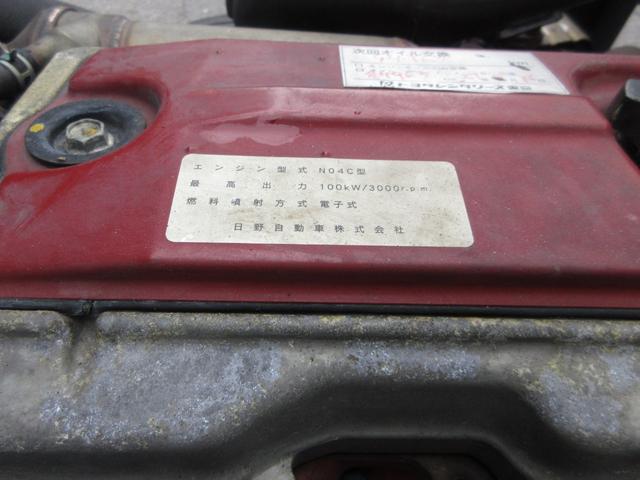 次回オイル交換
エンジン型式 N04C型
最高出力 100kW/3000r.p.m.
燃料噴射方式 電子式
日野自動車株式会社